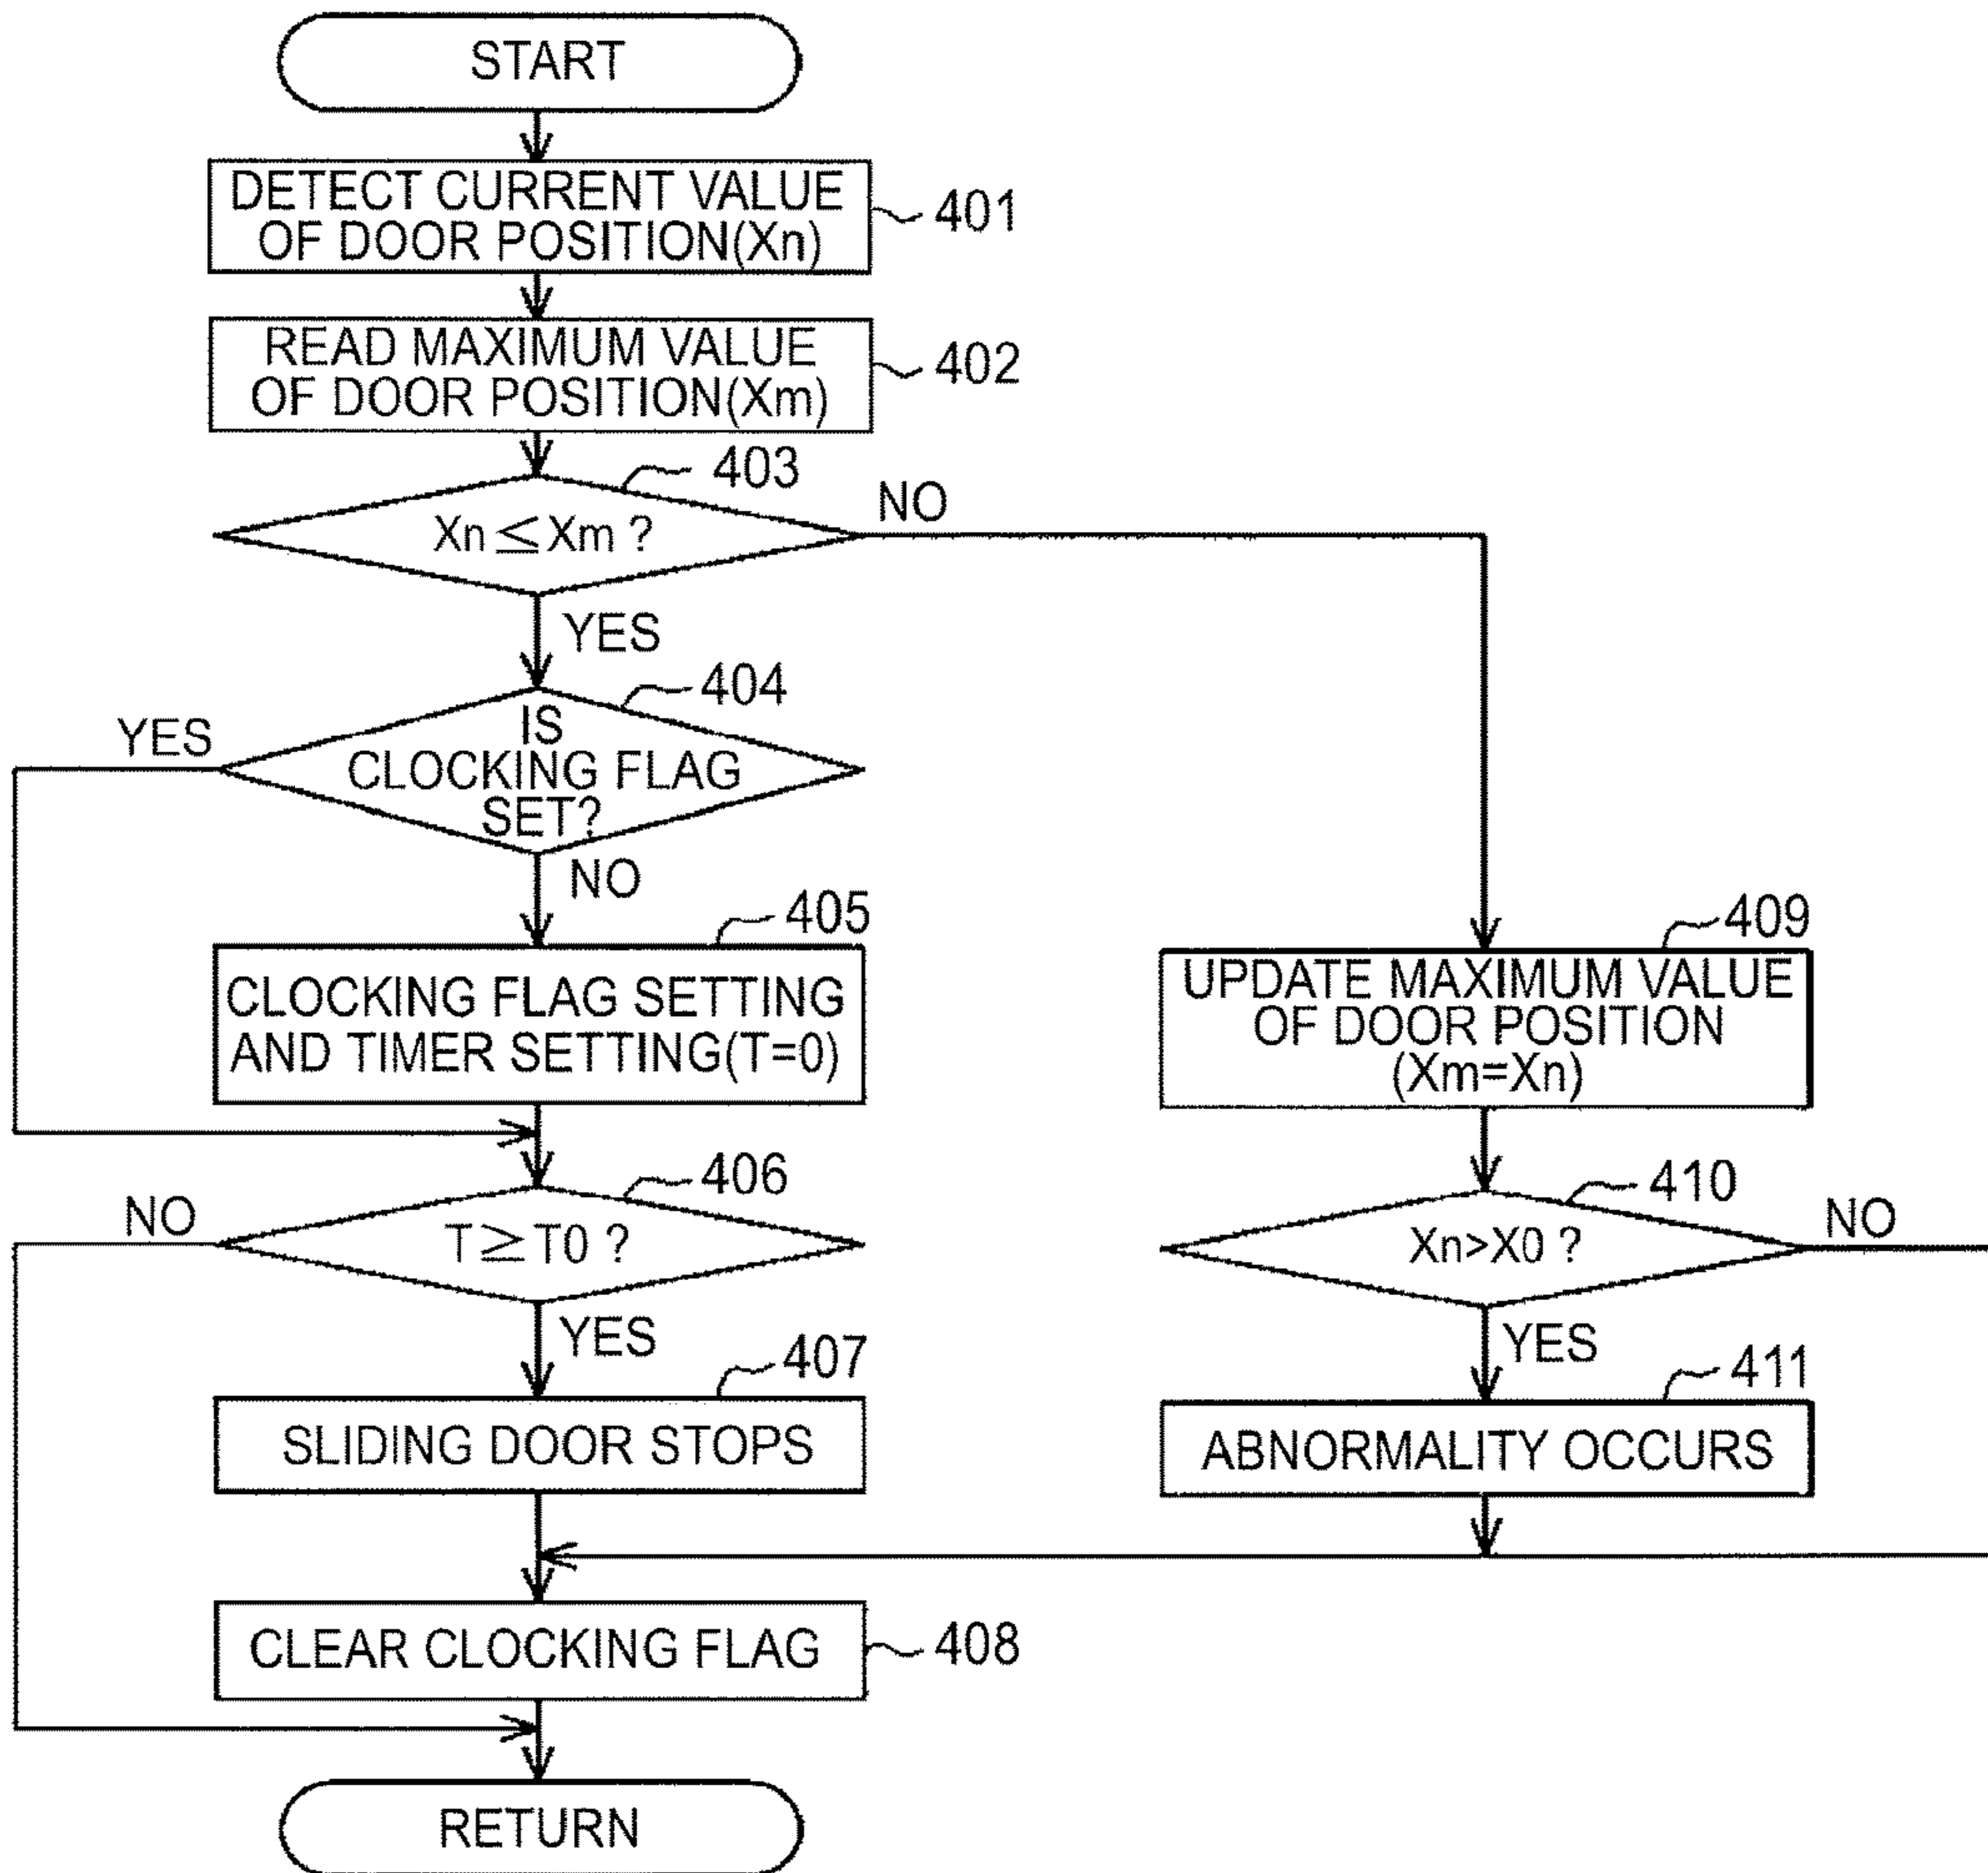 START
DETECT CURRENT VALUE
OF DOOR POSITION(Xn)
401
READ MAXIMUM VALUE
OF DOOR POSITION(Xm)
402
403
Xn≦Xm ?
NO
YES
404
YES
IS
CLOCKING FLAG
SET?
NO
405
CLOCKING FLAG SETTING
AND TIMER SETTING(T=0)
406
NO
T≧T0 ?
YES
407
SLIDING DOOR STOPS
CLEAR CLOCKING FLAG
408
RETURN
409
UPDATE MAXIMUM VALUE
OF DOOR POSITION
(Xm=Xn)
410
Xn>X0 ?
NO
YES
411
ABNORMALITY OCCURS